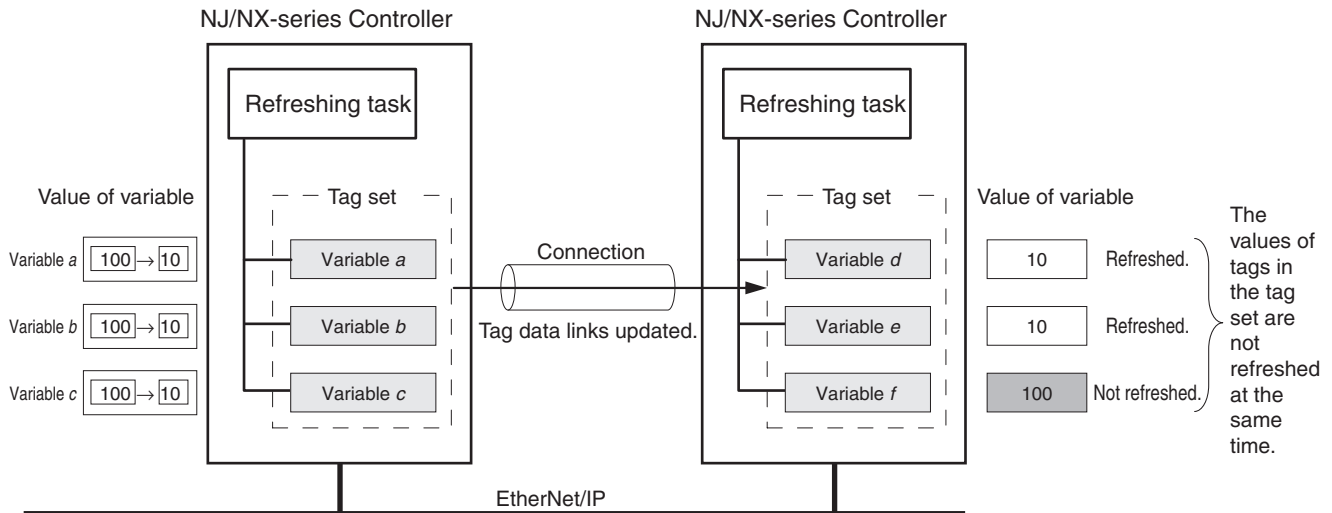 NJ/NX-series Controller
NJ/NX-series Controller
Refreshing task
Refreshing task
Value of variable
Tag set
Tag set
Value of variable
Variable a
100 → 10
Variable a
Connection
Variable d
10
Refreshed.
Variable b
100 → 10
Variable b
Tag data links updated.
Variable e
10
Refreshed.
Variable c
100 → 10
Variable c
Variable f
100
Not refreshed.
The
values of
tags in
the tag
set are
not
refreshed
at the
same
time.
EtherNet/IP